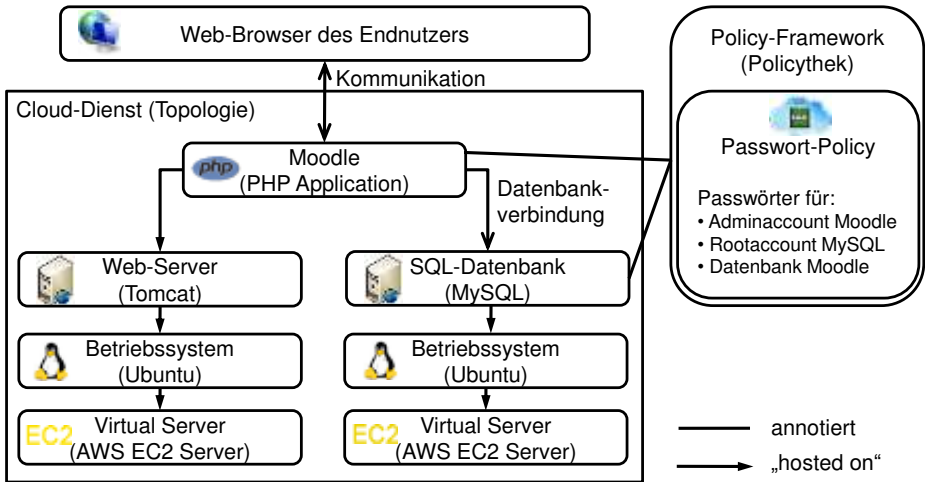 Web-Browser des Endnutzers
Kommunikation
Cloud-Dienst (Topologie)
php
Moodle
(PHP Application)
Datenbank-
verbindung
Web-Server
(Tomcat)
SQL-Datenbank
(MySQL)
Betriebssystem
(Ubuntu)
Betriebssystem
(Ubuntu)
EC2
Virtual Server
(AWS EC2 Server)
EC2
Virtual Server
(AWS EC2 Server)
Policy-Framework
(Policythek)
Passwort-Policy
Passwörter für:
• Adminaccount Moodle
• Rootaccount MySQL
• Datenbank Moodle
annotiert
„hosted on“